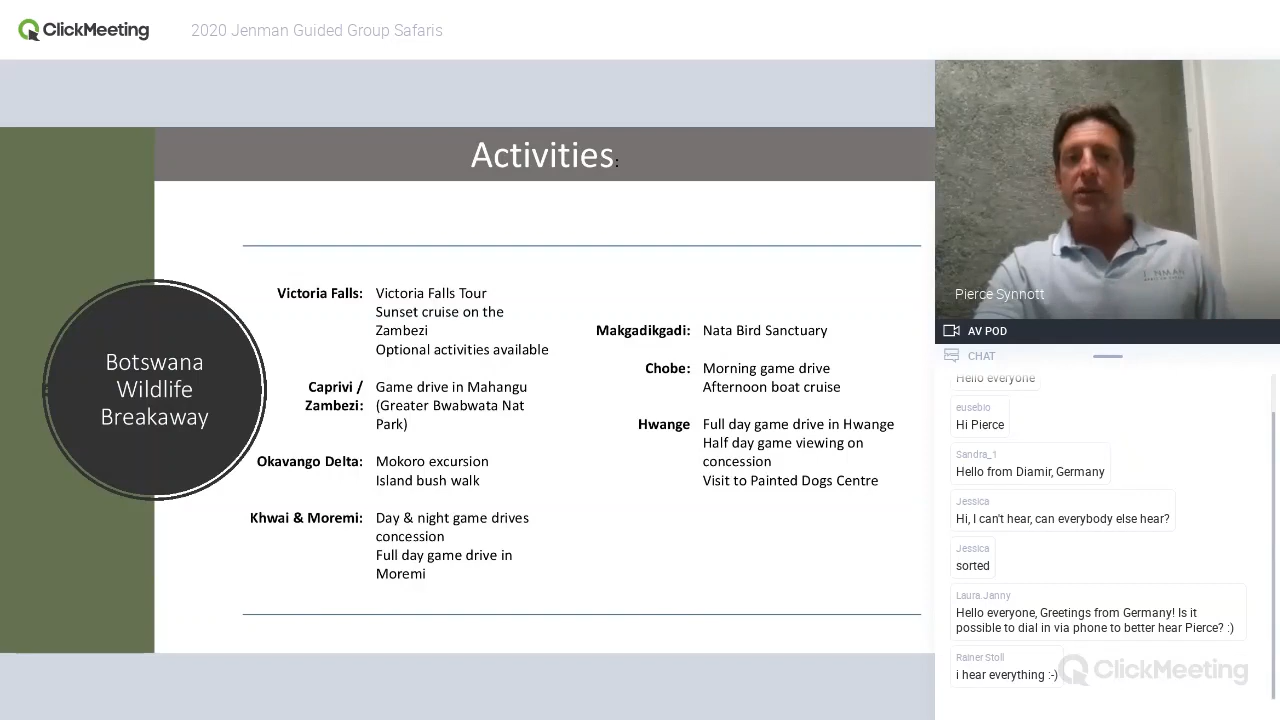 ClickMeeting
2020 Jenman Guided Group Safaris
Activities:
Botswana
Wildlife
Breakaway
Victoria Falls:
Victoria Falls Tour
Sunset cruise on the
Zambezi
Optional activities available
Caprivi /
Zambezi:
Game drive in Mahangu
(Greater Bwabwata Nat
Park)
Okavango Delta:
Mokoro excursion
Island bush walk
Khwai & Moremi:
Day & night game drives
concession
Full day game drive in
Moremi
Makgadikgadi:
Nata Bird Sanctuary
Chobe:
Morning game drive
Afternoon boat cruise
Hwange
Full day game drive in Hwange
Half day game viewing on
concession
Visit to Painted Dogs Centre
Pierce Synnott
AV POD
CHAT
Hello everyone
eusebio
Hi Pierce
Sandra_1
Hello from Diamir, Germany
Jessica
Hi, I can't hear, can everybody else hear?
Jessica
sorted
Laura.Janny
Hello everyone, Greetings from Germany! Is it
possible to dial in via phone to better hear Pierce? :)
Rainer Stoll
i hear everything :-)
ClickMeeting